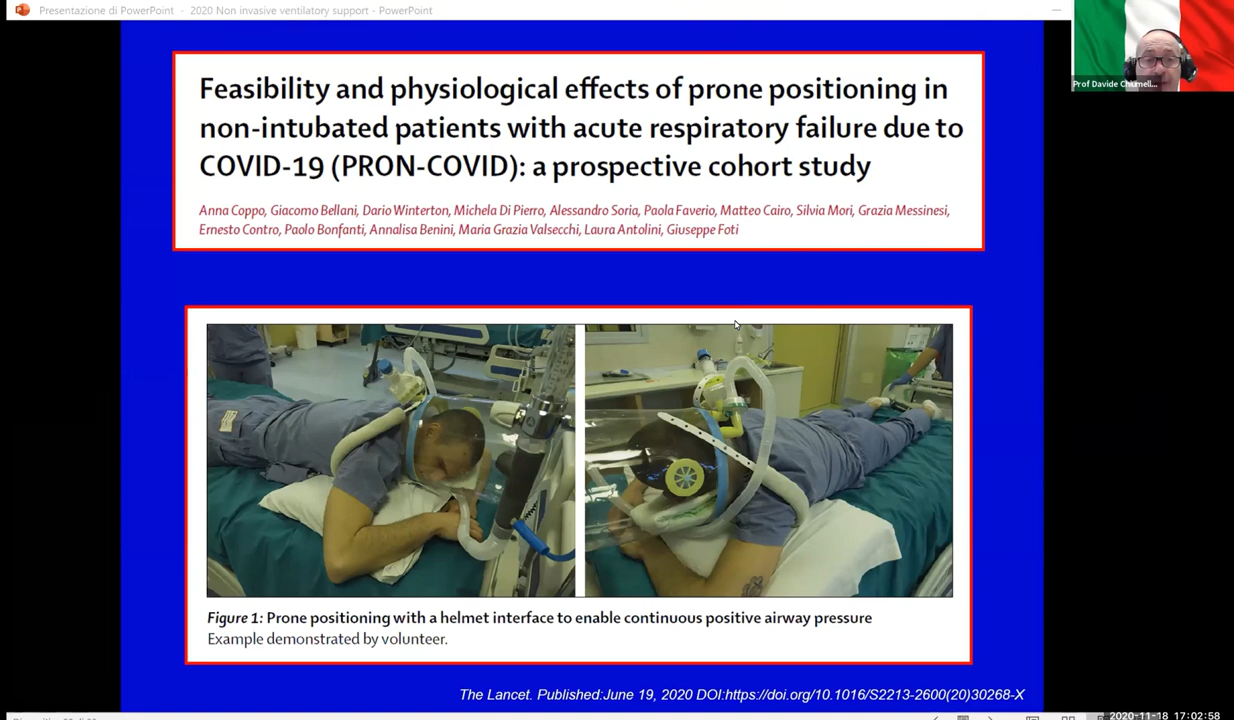 Presentazione di PowerPoint - 2020 Non invasive ventilatory support - PowerPoint
Prof Davide Chiumell...
Feasibility and physiological effects of prone positioning in
non-intubated patients with acute respiratory failure due to
COVID-19 (PRON-COVID): a prospective cohort study
Anna Coppo, Giacomo Bellani, Dario Winterton, Michela Di Pierro, Alessandro Soria, Paola Faverio, Matteo Cairo, Silvia Mori, Grazia Messinesi,
Ernesto Contro, Paolo Bonfanti, Annalisa Benini, Maria Grazia Valsecchi, Laura Antolini, Giuseppe Foti
Figure 1: Prone positioning with a helmet interface to enable continuous positive airway pressure
Example demonstrated by volunteer.
The Lancet. Published:June 19, 2020 DOI:https://doi.org/10.1016/S2213-2600(20)30268-X
2020-11-18 17:02:58